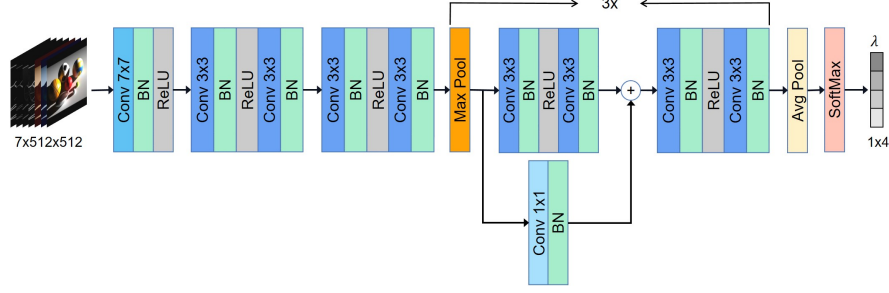 3x
Conv 7x7
BN
ReLU
Conv 3x3
BN
ReLU
Conv 3x3
BN
Conv 3x3
BN
ReLU
Conv 3x3
BN
Max Pool
Conv 3x3
BN
ReLU
Conv 3x3
BN
+
Conv 3x3
BN
ReLU
Conv 3x3
BN
Avg Pool
SoftMax
λ
7x512x512
1x4
Conv 1x1
BN